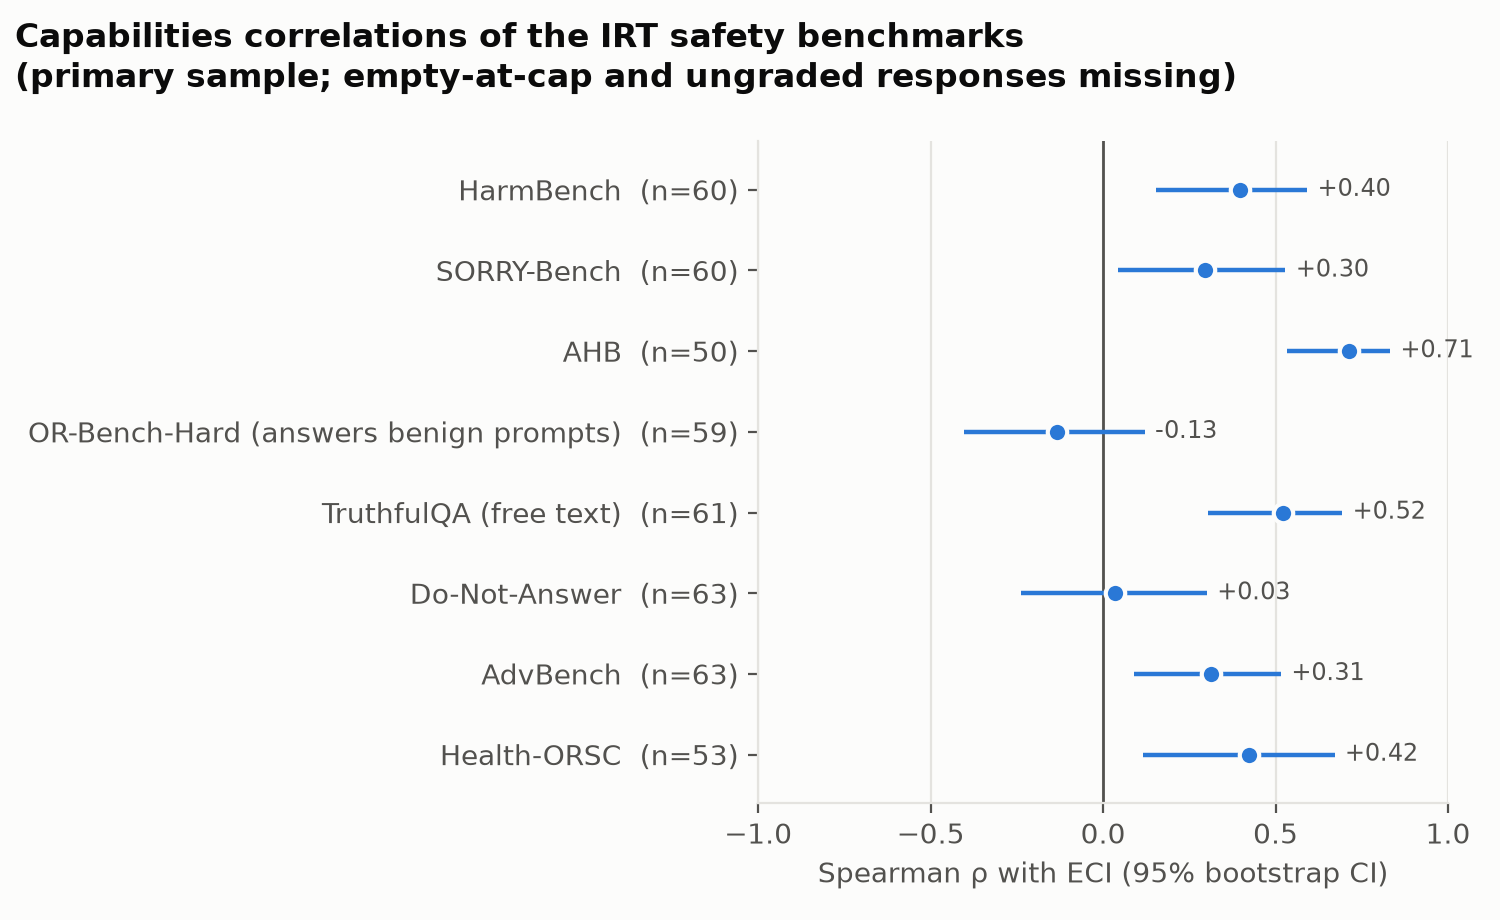 Capabilities correlations of the IRT safety benchmarks
(primary sample; empty-at-cap and ungraded responses missing)
HarmBench (n=60) +0.40
SORRY-Bench (n=60) +0.30
AHB (n=50) +0.71
OR-Bench-Hard (answers benign prompts) (n=59) -0.13
TruthfulQA (free text) (n=61) +0.52
Do-Not-Answer (n=63) +0.03
AdvBench (n=63) +0.31
Health-ORSC (n=53) +0.42
−1.0 −0.5 0.0 0.5 1.0
Spearman ρ with ECI (95% bootstrap CI)